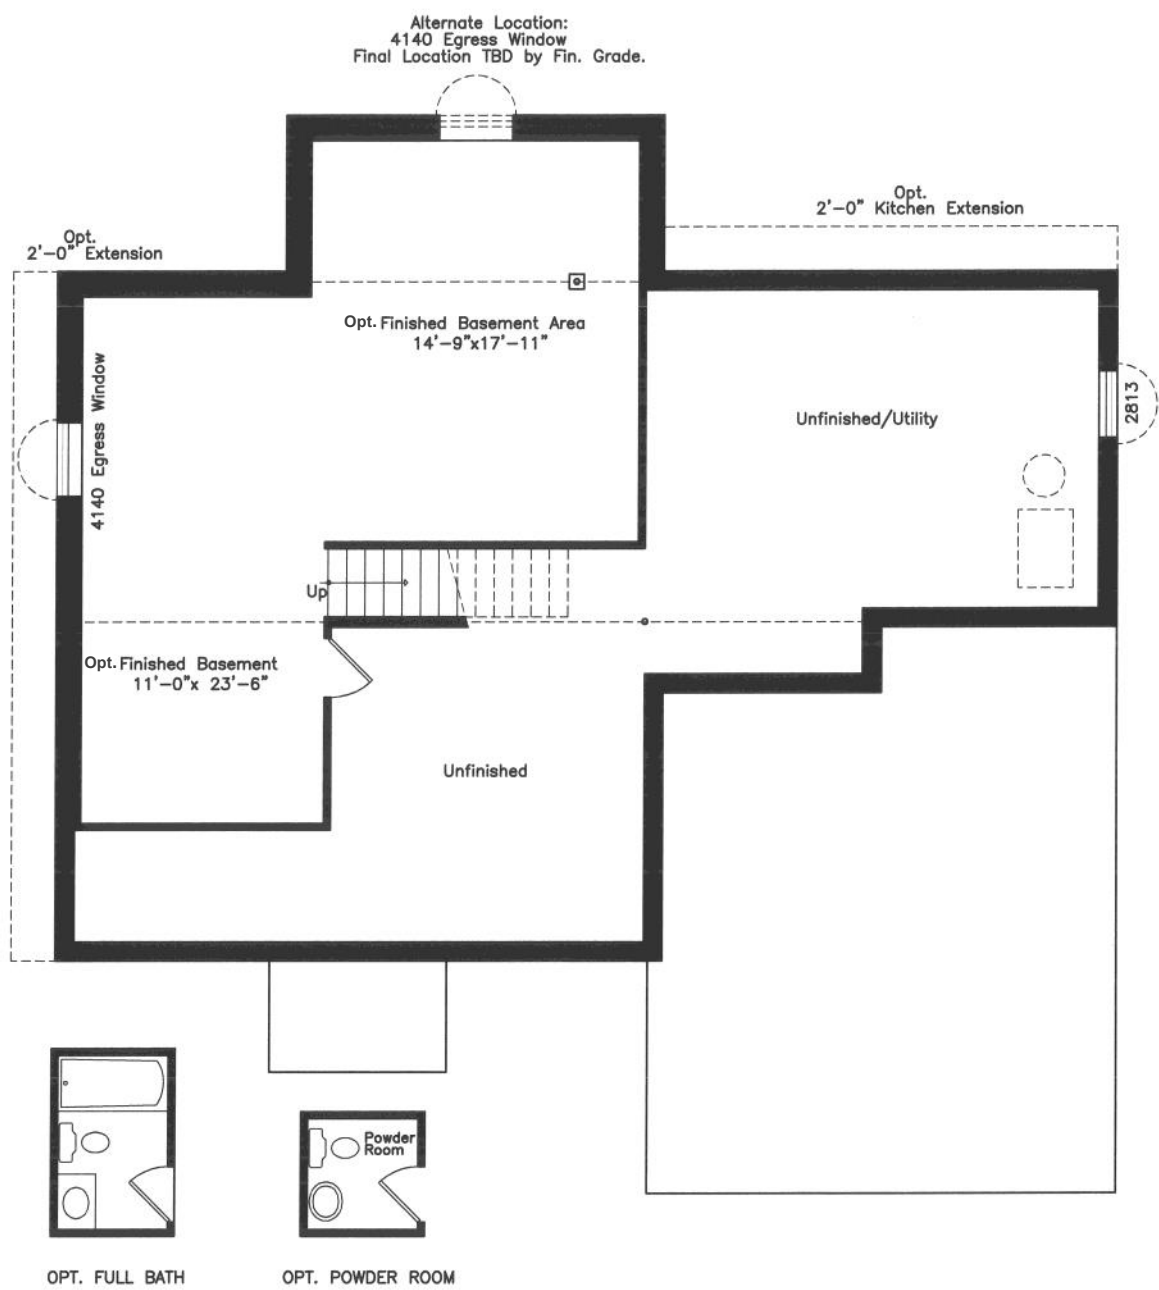 Alternate Location:
4140 Egress Window
Final Location TBD by Fin. Grade.
Opt.
2'-0" Kitchen Extension
Opt.
2'-0" Extension
Opt. Finished Basement Area
14'-9"x17'-11"
4140 Egress Window
2813
Unfinished/Utility
Up
Opt. Finished Basement
11'-0"x 23'-6"
Unfinished
Powder
Room
OPT. FULL BATH
OPT. POWDER ROOM